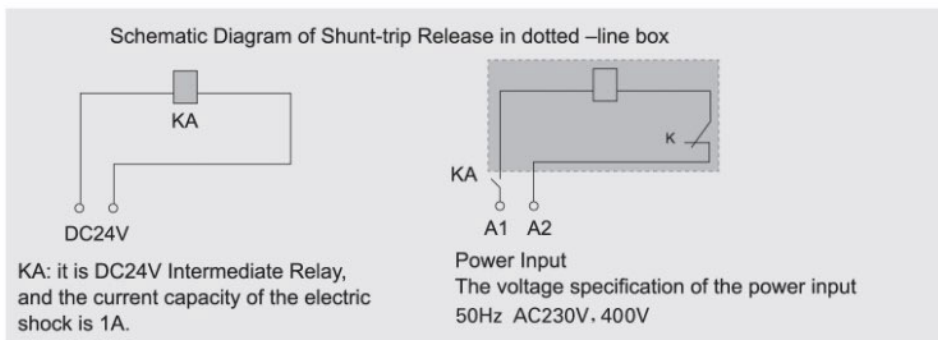 Schematic Diagram of Shunt-trip Release in dotted –line box
KA
DC24V
KA: it is DC24V Intermediate Relay,
and the current capacity of the electric
shock is 1A.
K
KA
A1 A2
Power Input
The voltage specification of the power input
50Hz AC230V, 400V